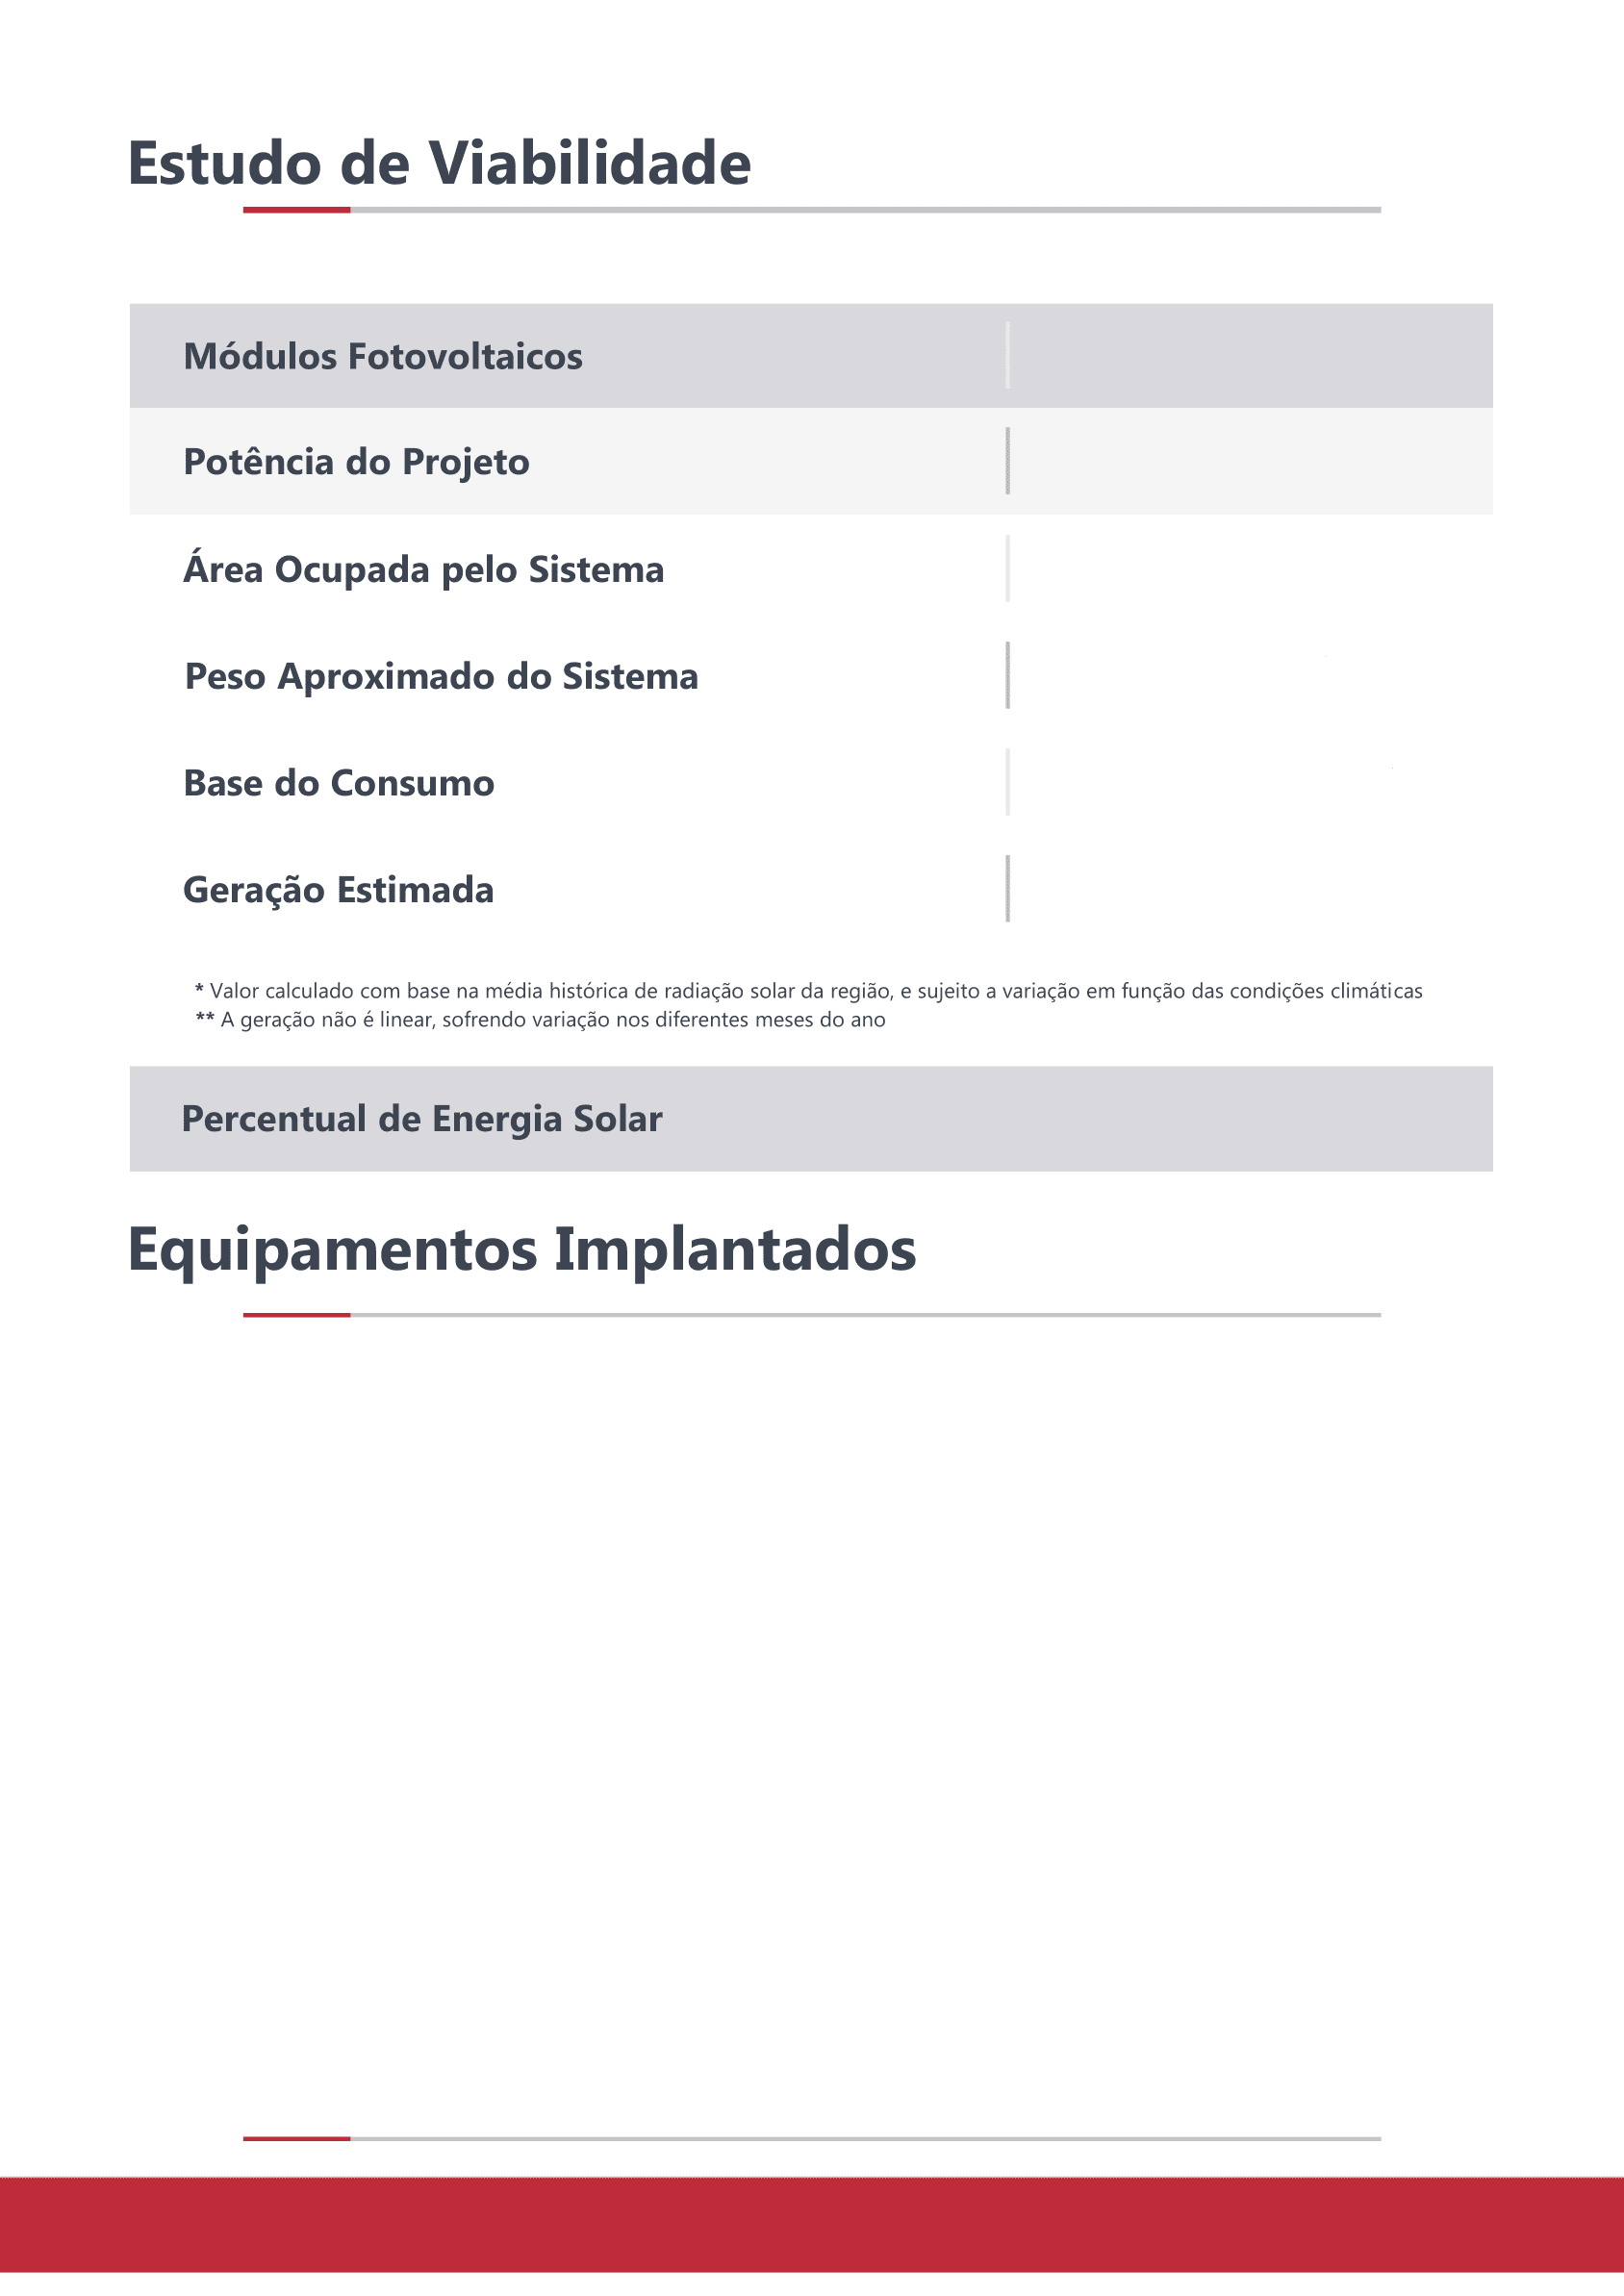 Estudo de Viabilidade
Módulos Fotovoltaicos
Potência do Projeto
Área Ocupada pelo Sistema
Peso Aproximado do Sistema
Base do Consumo
Geração Estimada
* Valor calculado com base na média histórica de radiação solar da região, e sujeito a variação em função das condições climáticas
** A geração não é linear, sofrendo variação nos diferentes meses do ano
Percentual de Energia Solar
Equipamentos Implantados